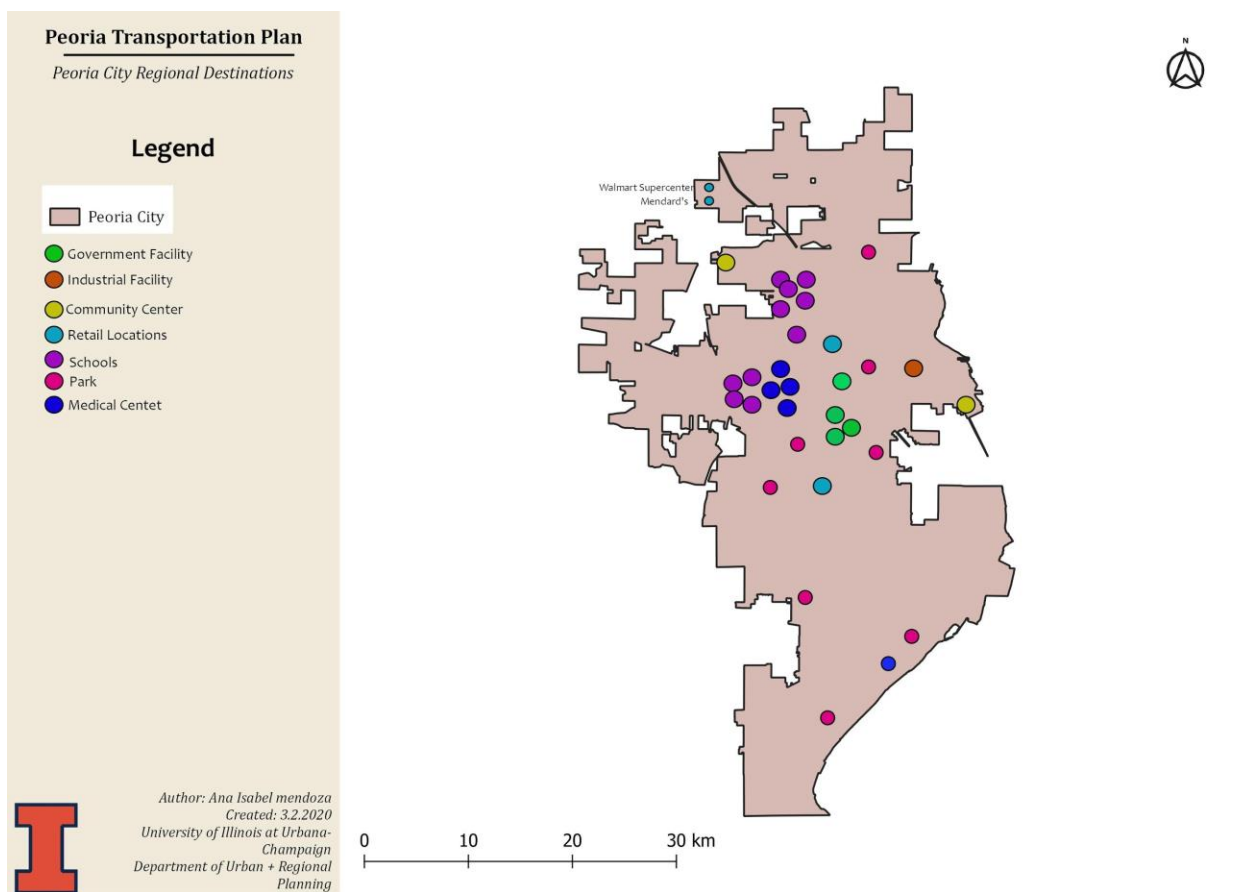 Peoria Transportation Plan
Peoria City Regional Destinations
Legend
Peoria City
Government Facility
Industrial Facility
Community Center
Retail Locations
Schools
Park
Medical Centet
Author: Ana Isabel mendoza
Created: 3.2.2020
University of Illinois at Urbana-
Champaign
Department of Urban + Regional
Planning
N
Walmart Supercenter
Mendard's
0 10 20 30 km